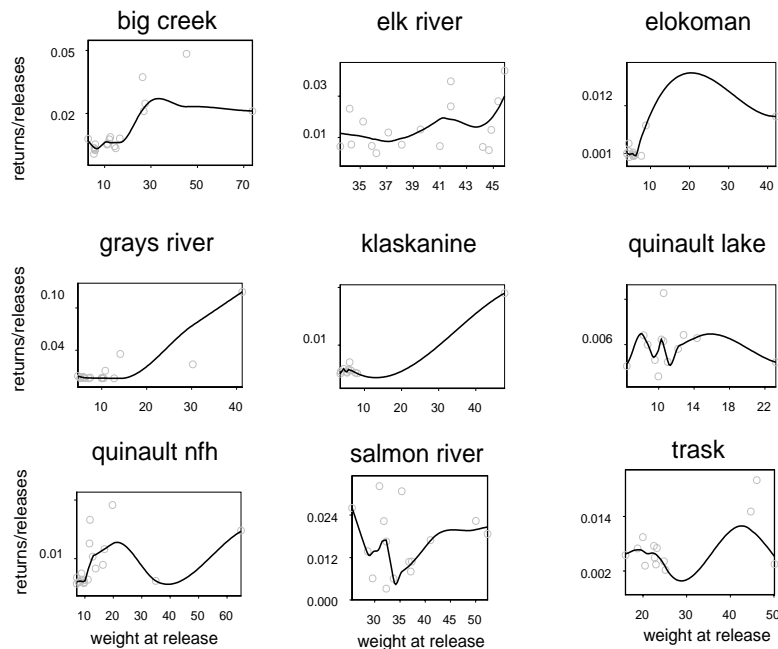 big creek elk river elokoman
returns/releases
0.05
0.02
10 30 50 70
0.03
0.01
35 37 39 41 43 45
0.012
0.001
10 20 30 40
grays river klaskanine quinault lake
returns/releases
0.10
0.04
10 20 30 40
0.01
10 20 30 40
0.006
10 14 18 22
quinault nfh salmon river trask
returns/releases
0.01
10 20 30 40 50 60
0.024
0.012
0.000
30 35 40 45 50
0.014
0.002
20 30 40 50
weight at release weight at release weight at release